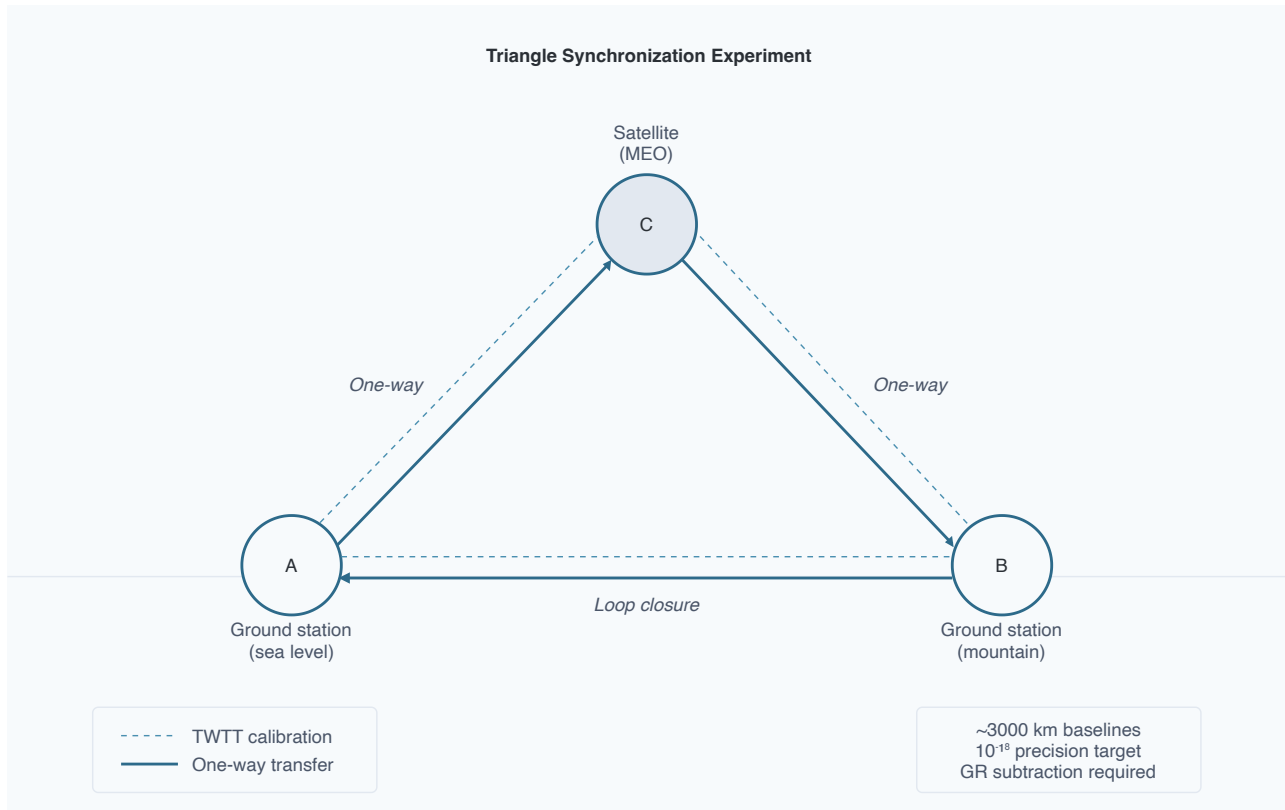 Triangle Synchronization Experiment
Satellite
(MEO)
C
One-way
One-way
A
B
Loop closure
Ground station
(sea level)
Ground station
(mountain)
TWTT calibration
One-way transfer
~3000 km baselines
10⁻¹⁸ precision target
GR subtraction required